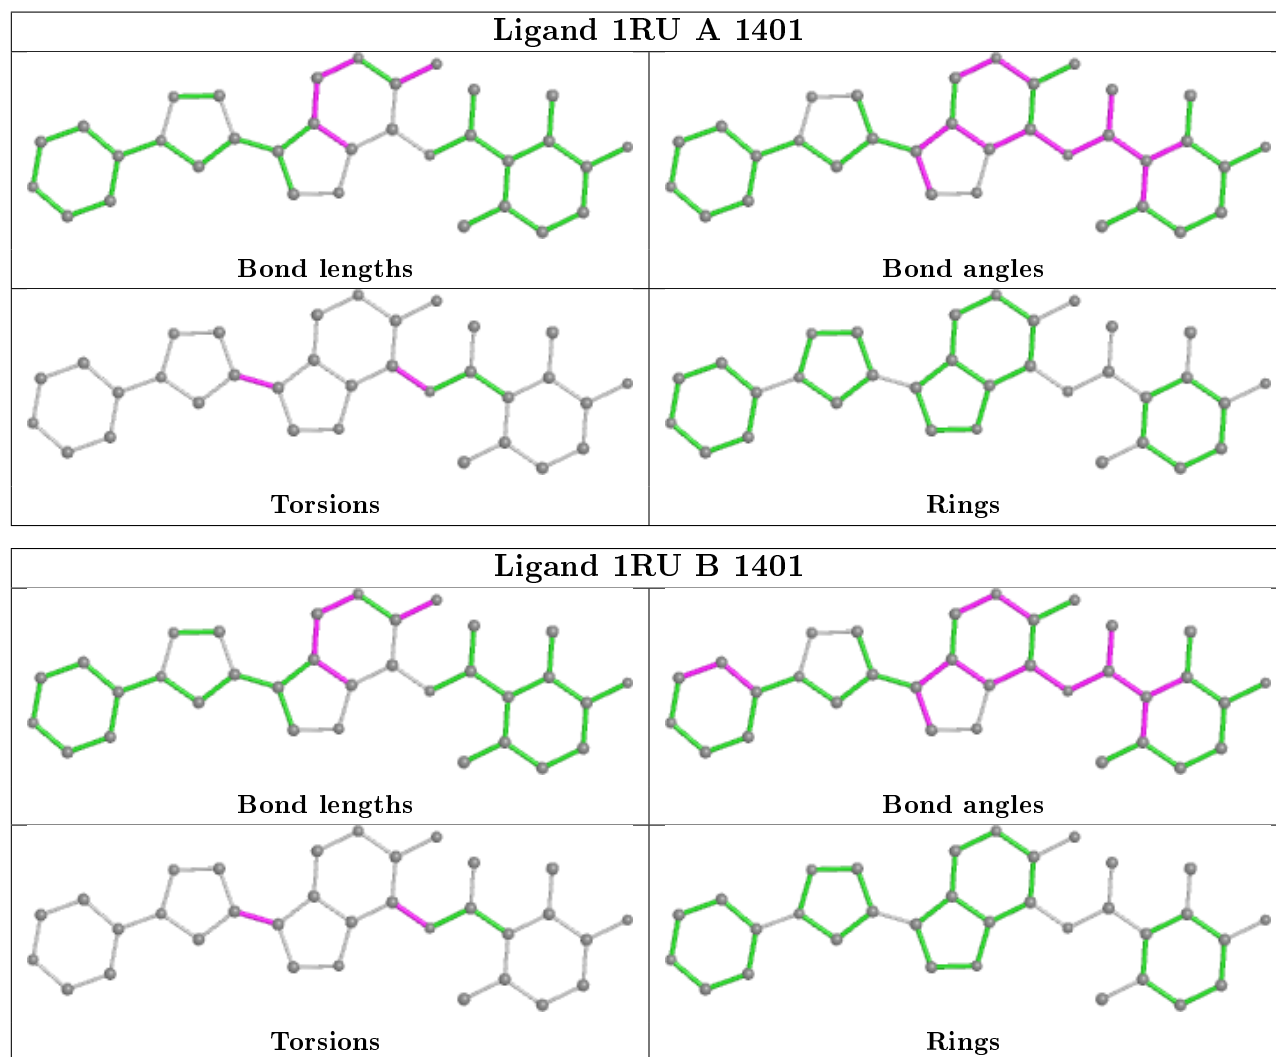 Ligand 1RU A 1401
Bond lengths
Bond angles
Torsions
Rings
Ligand 1RU B 1401
Bond lengths
Bond angles
Torsions
Rings